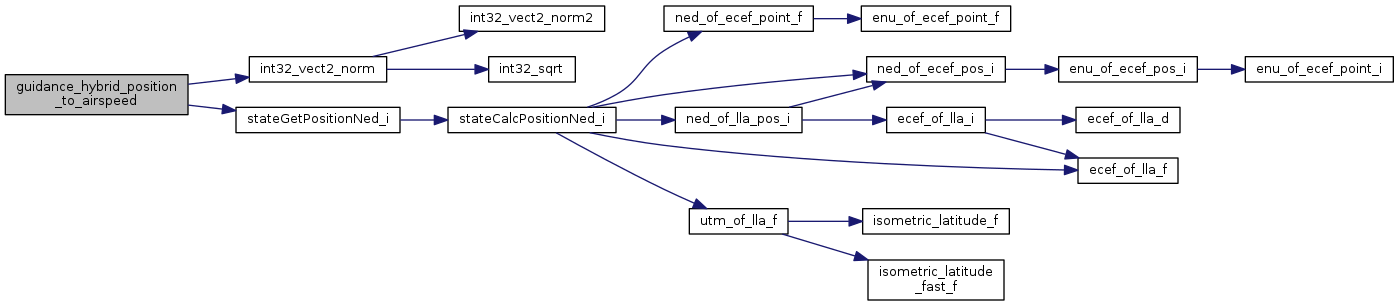 guidance_hybrid_position
_to_airspeed
int32_vect2_norm
int32_vect2_norm2
int32_sqrt
stateGetPositionNed_i
stateCalcPositionNed_i
ned_of_ecef_point_f
enu_of_ecef_point_f
ned_of_ecef_pos_i
enu_of_ecef_pos_i
enu_of_ecef_point_i
ned_of_lla_pos_i
ecef_of_lla_i
ecef_of_lla_d
ecef_of_lla_f
utm_of_lla_f
isometric_latitude_f
isometric_latitude
_fast_f